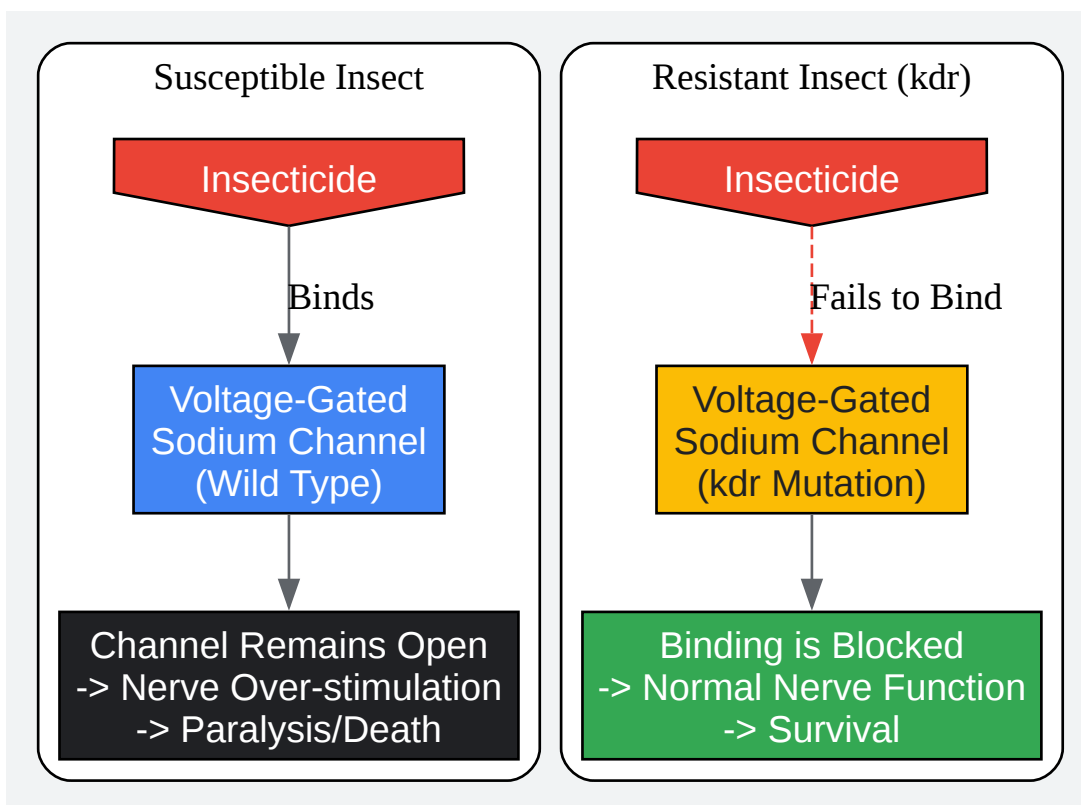 Susceptible Insect
Insecticide
Binds
Voltage-Gated
Sodium Channel
(Wild Type)
Channel Remains Open
-> Nerve Over-stimulation
-> Paralysis/Death
Resistant Insect (kdr)
Insecticide
Fails to Bind
Voltage-Gated
Sodium Channel
(kdr Mutation)
Binding is Blocked
-> Normal Nerve Function
-> Survival